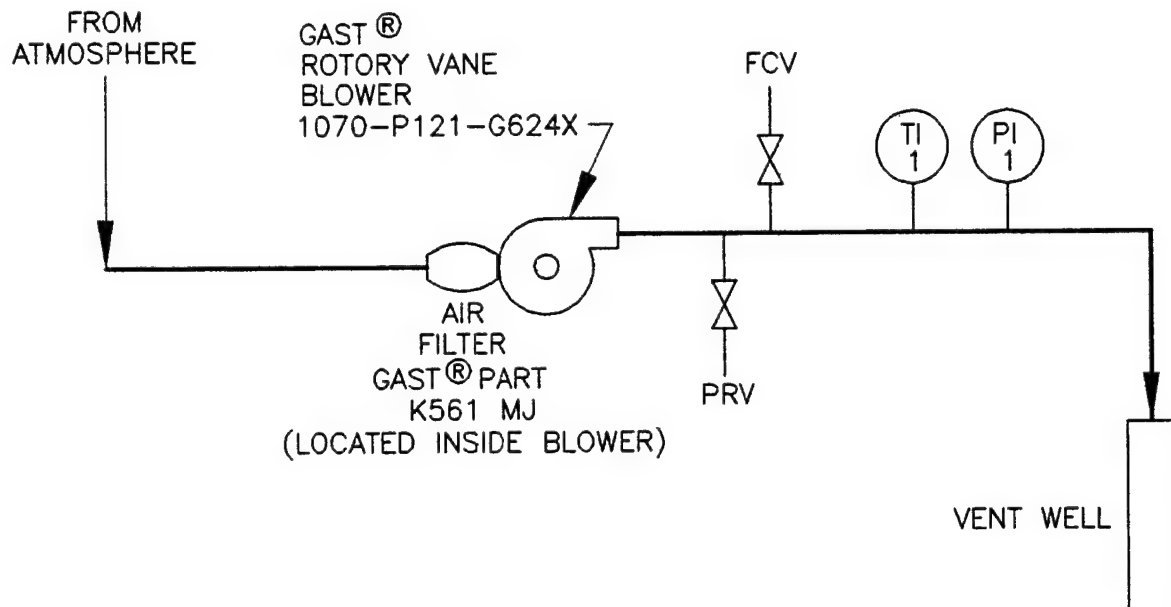 FROM
ATMOSPHERE
GAST ®
ROTORY VANE
BLOWER
1070-P121-G624X
FCV
TI
1
PI
1
AIR
FILTER
GAST ® PART
K561 MJ
(LOCATED INSIDE BLOWER)
PRV
VENT WELL